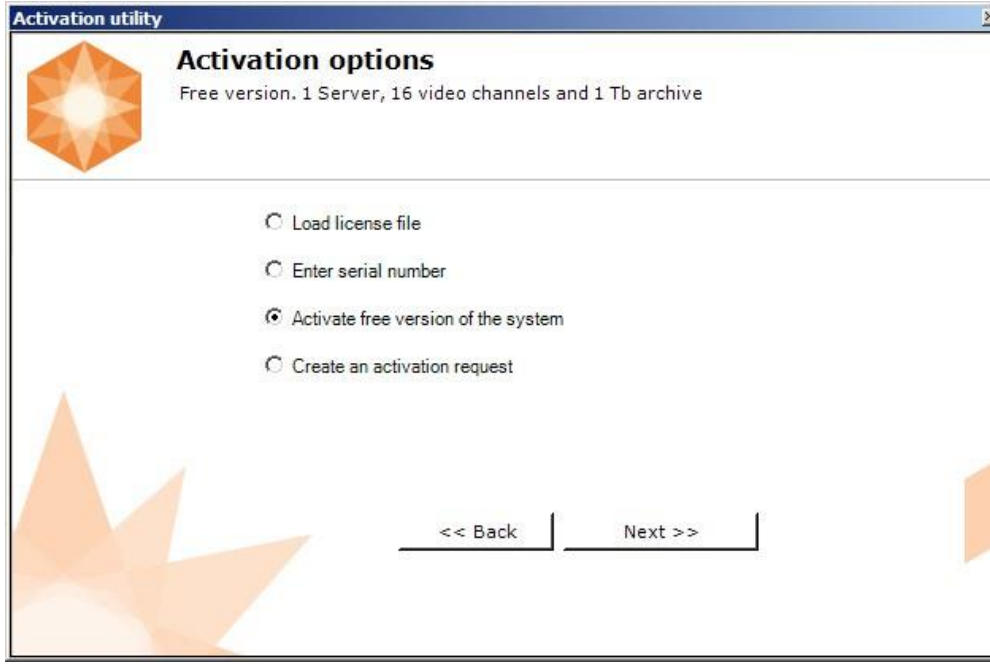 Activation utility
Activation options
Free version. 1 Server, 16 video channels and 1 Tb archive
Load license file
Enter serial number
Activate free version of the system
Create an activation request
<< Back
Next >>